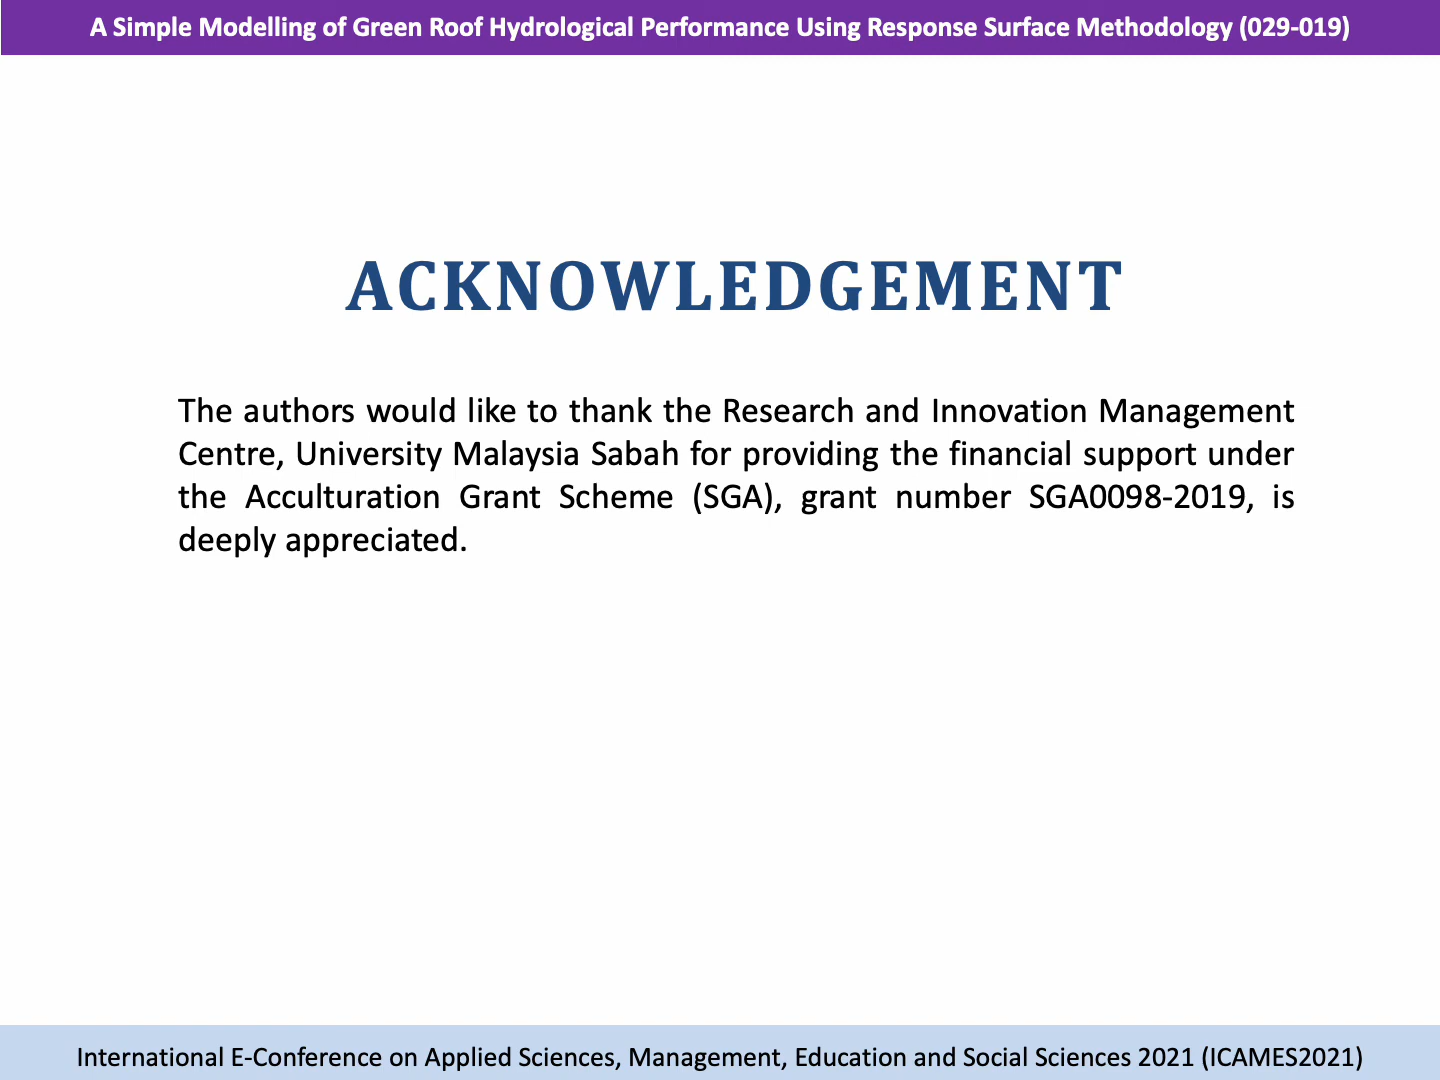 A Simple Modelling of Green Roof Hydrological Performance Using Response Surface Methodology (029-019)
ACKNOWLEDGEMENT
The authors would like to thank the Research and Innovation Management
Centre, University Malaysia Sabah for providing the financial support under
the Acculturation Grant Scheme (SGA), grant number SGA0098-2019, is
deeply appreciated.
International E-Conference on Applied Sciences, Management, Education and Social Sciences 2021 (ICAMES2021)